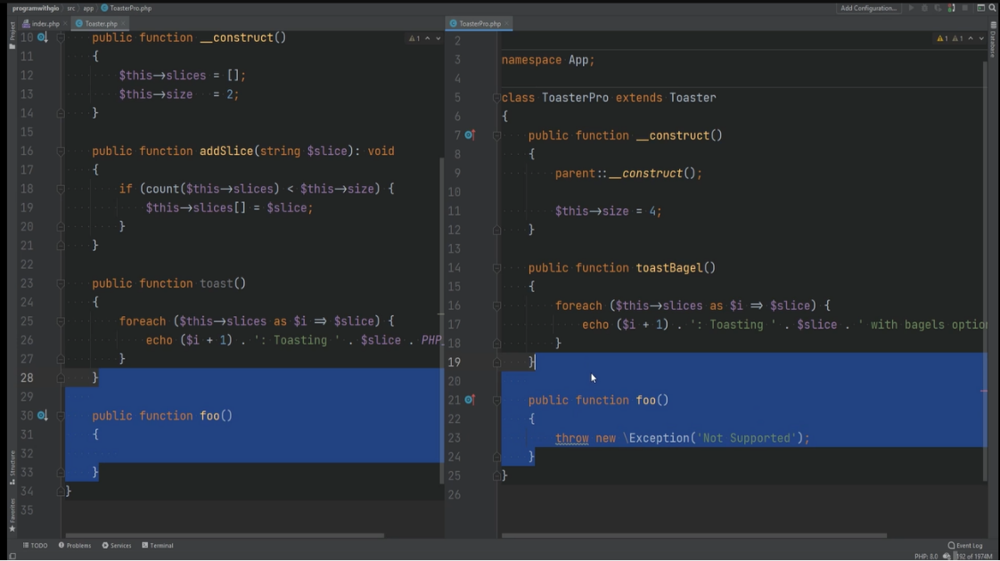 programwithgio src app ToasterPro.php Add Configuration...
index.php Toaster.php ToasterPro.php
Project
Database
10 public function __construct()
11 {
12 $this→slices = [];
13 $this→size = 2;
14 }
15
16 public function addSlice(string $slice): void
17 {
18 if (count($this→slices) < $this→size) {
19 $this→slices[] = $slice;
20 }
21 }
22
23 public function toast()
24 {
25 foreach ($this→slices as $i ⇒ $slice) {
26 echo ($i + 1) . ': Toasting ' . $slice . PHP_
27 }
28 }
29
30 public function foo()
31 {
32
33 }
34 }
35
1
2
3 namespace App;
4
5 class ToasterPro extends Toaster
6 {
7 public function __construct()
8 {
9 parent::__construct();
10
11 $this→size = 4;
12 }
13
14 public function toastBagel()
15 {
16 foreach ($this→slices as $i ⇒ $slice) {
17 echo ($i + 1) . ': Toasting ' . $slice . ' with bagels optio
18 }
19 }
20
21 public function foo()
22 {
23 throw new \Exception('Not Supported');
24 }
25 }
26
1 1
Structure
Favorites
TODO Problems Services Terminal Event Log
PHP: 8.0 192 of 1974M